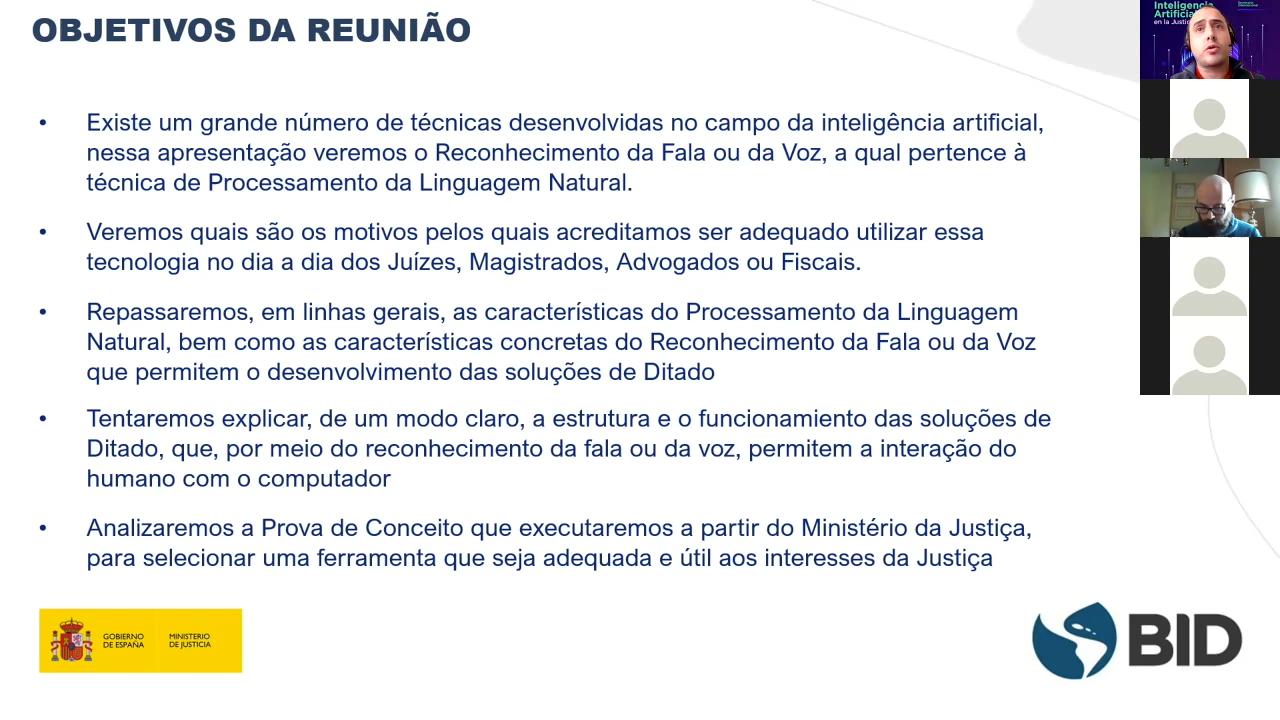 OBJETIVOS DA REUNIÃO
• Existe um grande número de técnicas desenvolvidas no campo da inteligência artificial,
nessa apresentação veremos o Reconhecimento da Fala ou da Voz, a qual pertence à
técnica de Processamento da Linguagem Natural.
• Veremos quais são os motivos pelos quais acreditamos ser adequado utilizar essa
tecnologia no dia a dia dos Juízes, Magistrados, Advogados ou Fiscais.
• Repassaremos, em linhas gerais, as características do Processamento da Linguagem
Natural, bem como as características concretas do Reconhecimento da Fala ou da Voz
que permitem o desenvolvimento das soluções de Ditado
• Tentaremos explicar, de um modo claro, a estrutura e o funcionamiento das soluções de
Ditado, que, por meio do reconhecimento da fala ou da voz, permitem a interação do
humano com o computador
• Analizaremos a Prova de Conceito que executaremos a partir do Ministério da Justiça,
para selecionar uma ferramenta que seja adequada e útil aos interesses da Justiça
GOBIERNO
DE ESPAÑA
MINISTERIO
DE JUSTICIA
BID
Inteligencia
Artificial
en la Justicia